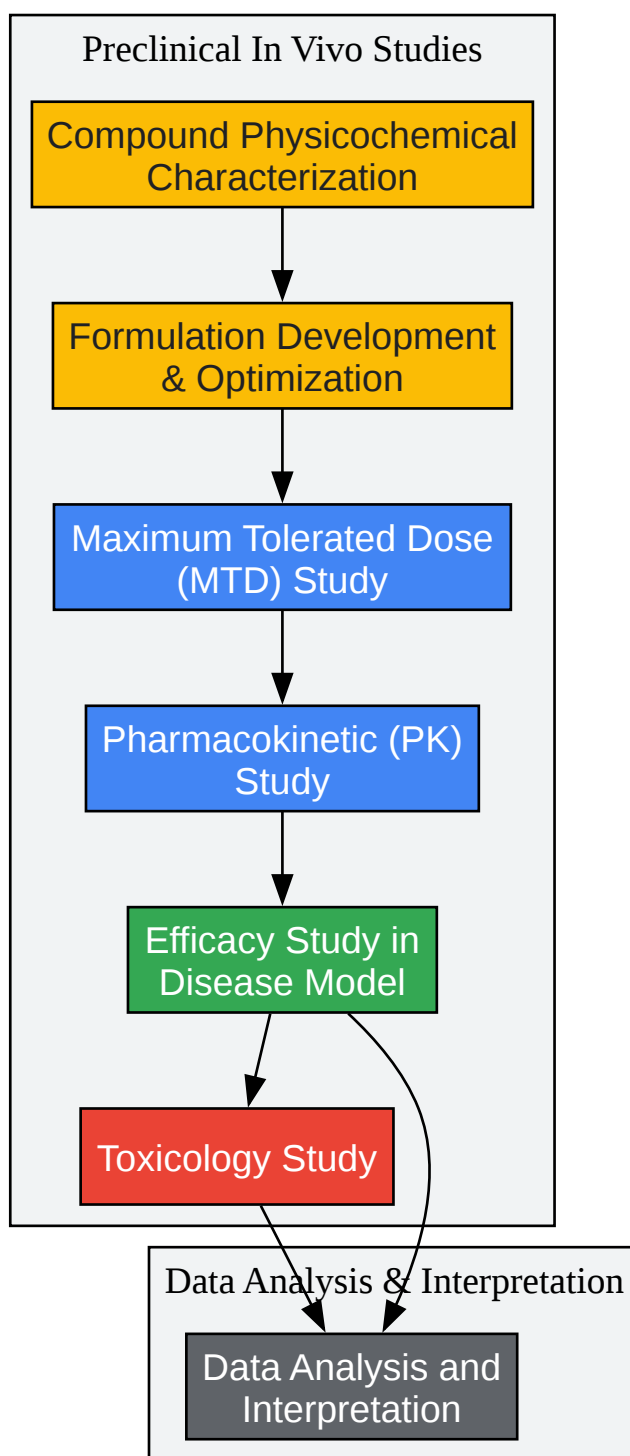 Preclinical In Vivo Studies
Compound Physicochemical
Characterization
Formulation Development
& Optimization
Maximum Tolerated Dose
(MTD) Study
Pharmacokinetic (PK)
Study
Efficacy Study in
Disease Model
Toxicology Study
Data Analysis & Interpretation
Data Analysis and
Interpretation